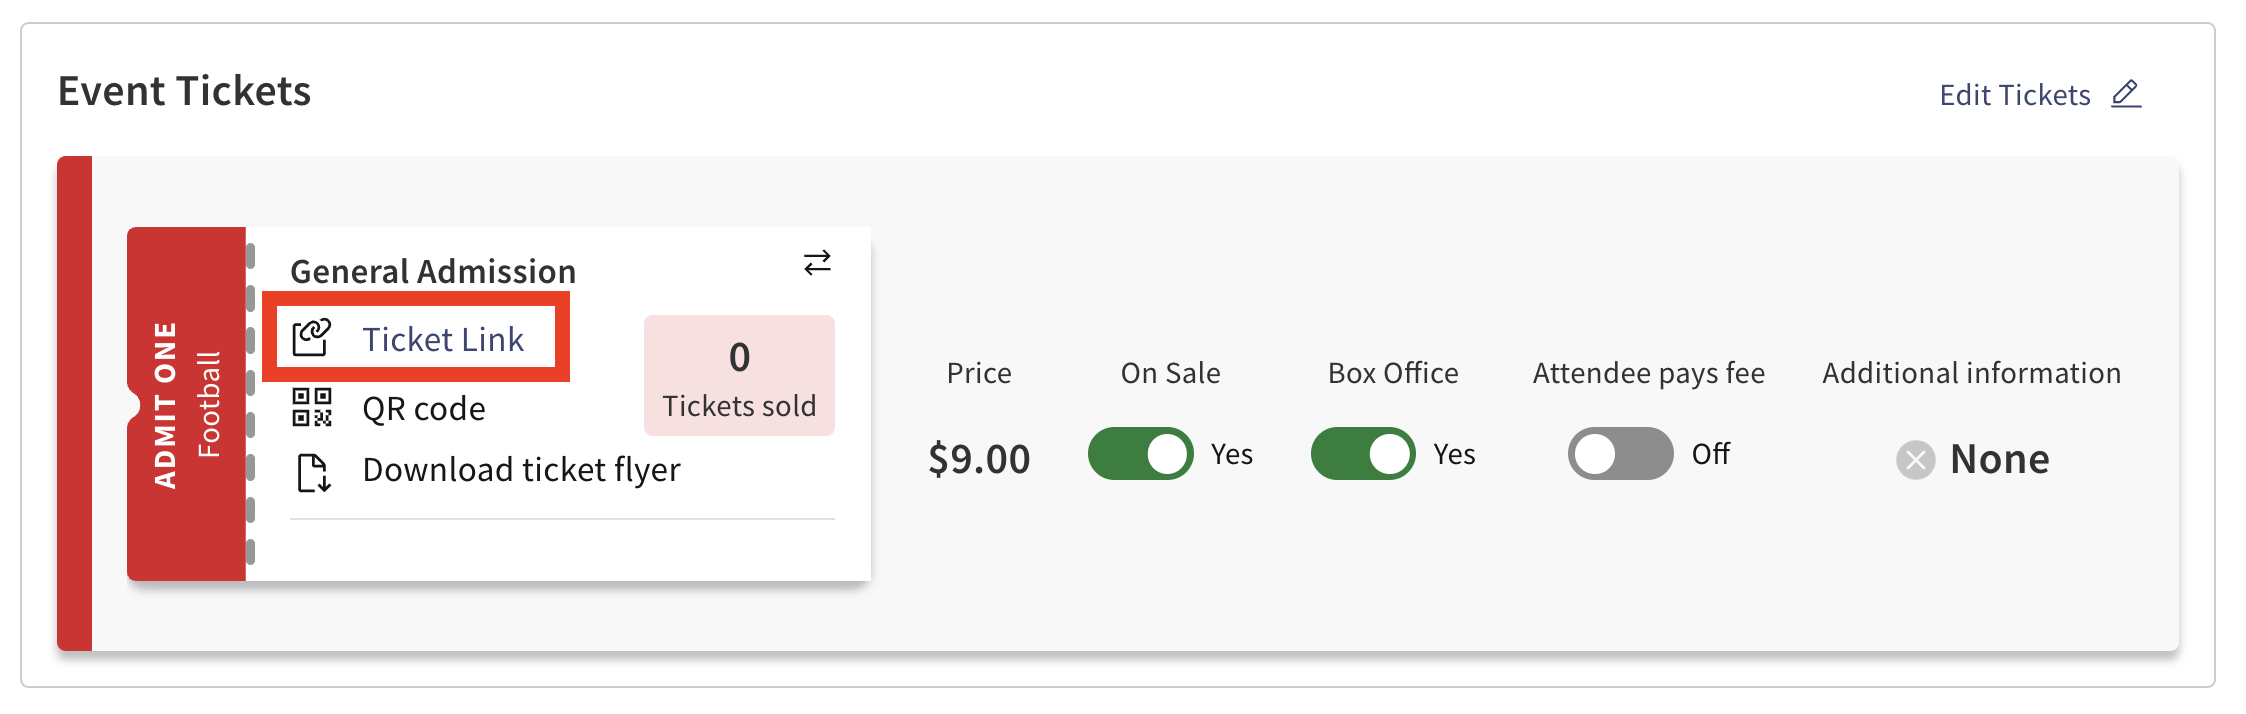 Event Tickets
Edit Tickets
ADMIT ONE
Football
General Admission
Ticket Link
QR code
Download ticket flyer
0
Tickets sold
Price
$9.00
On Sale
Yes
Box Office
Yes
Attendee pays fee
Off
Additional information
None